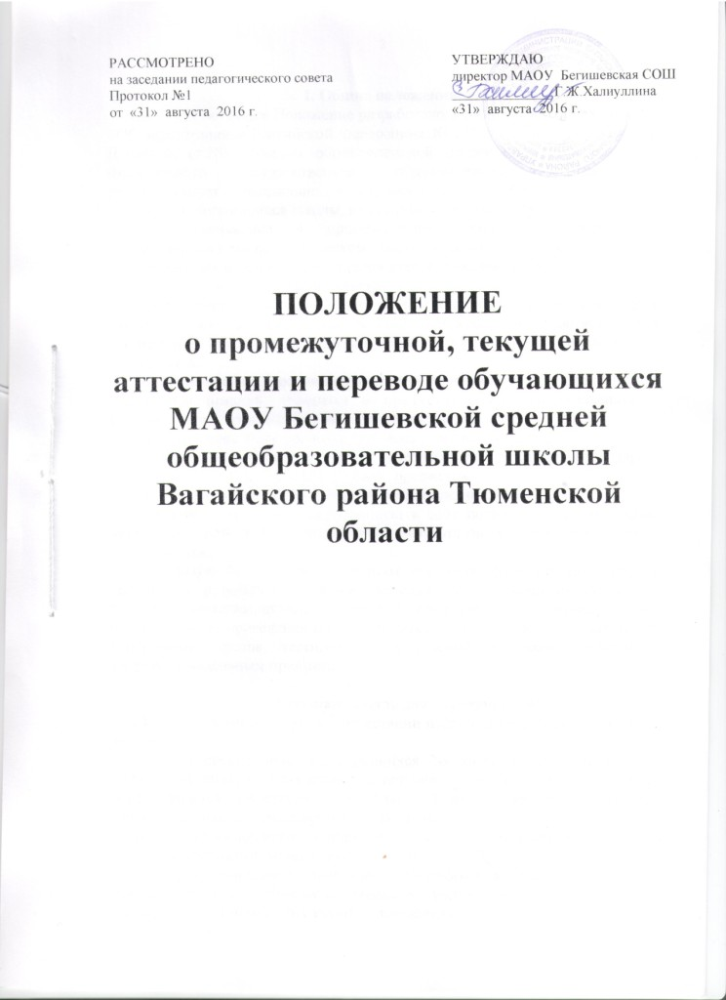 РАССМОТРЕНО
на заседании педагогического совета
Протокол №1
от «31» августа 2016 г.
УТВЕРЖДАЮ
директор МАОУ Бегишевская СОШ
Г.Ж.Халиуллина
«31» августа 2016 г.
ПОЛОЖЕНИЕ
о промежуточной, текущей
аттестации и переводе обучающихся
МАОУ Бегишевской средней
общеобразовательной школы
Вагайского района Тюменской
области